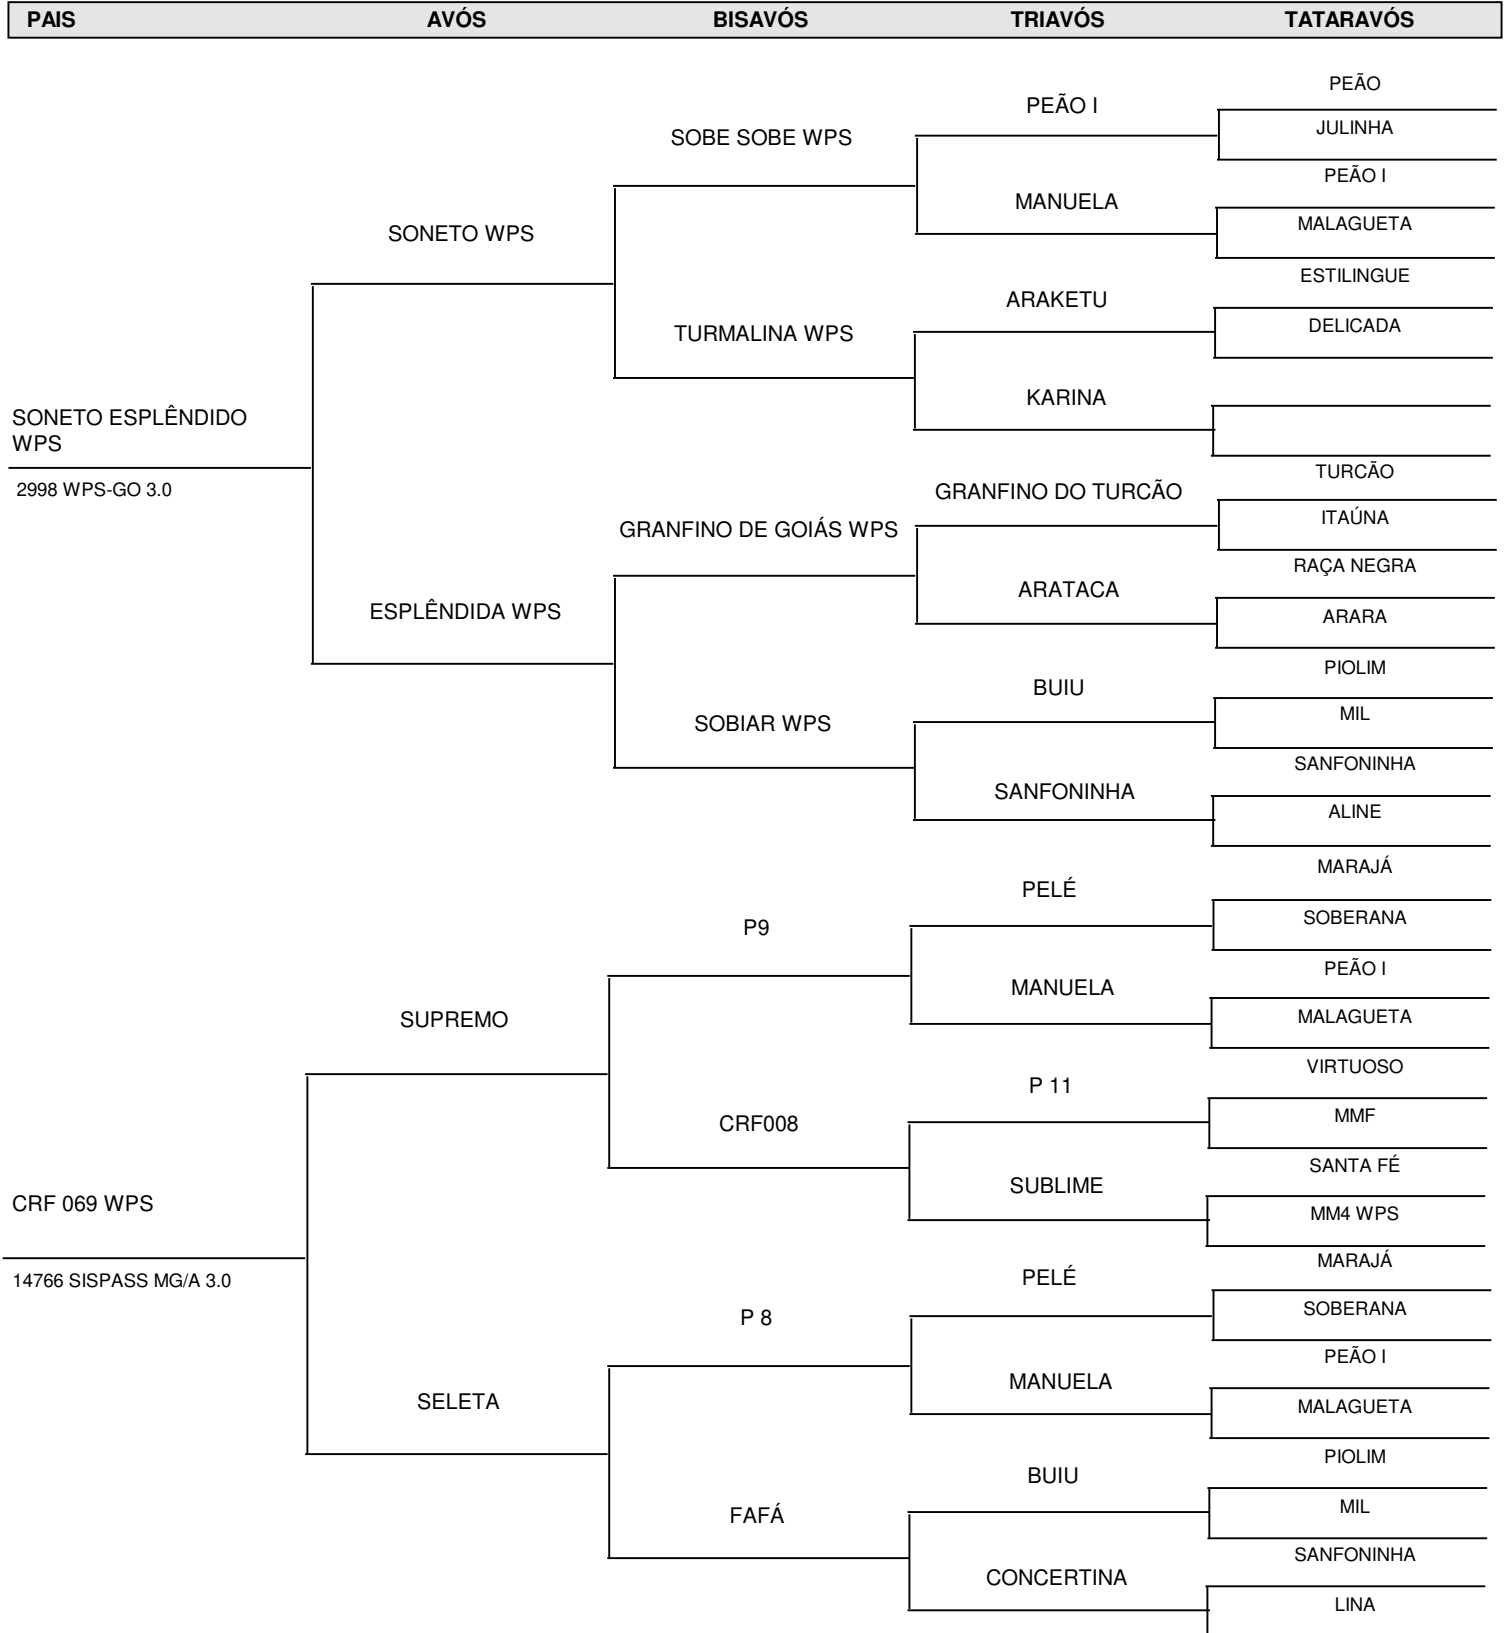 PAIS AVÓS BISAVÓS TRIAVÓS TATARAVÓS
PEÃO
PEÃO I
JULINHA
SOBE SOBE WPS
PEÃO I
MANUELA
MALAGUETA
SONETO WPS
ESTILINGUE
ARAKETU
DELICADA
TURMALINA WPS
KARINA
SONETO ESPLÊNDIDO
WPS
2998 WPS-GO 3.0
TURCÃO
GRANFINO DO TURCÃO
ITAÚNA
GRANFINO DE GOIÁS WPS
RAÇA NEGRA
ARATACA
ARARA
ESPLÊNDIDA WPS
PIOLIM
BUIU
MIL
SOBIAR WPS
SANFONINHA
SANFONINHA
ALINE
MARAJÁ
PELÉ
SOBERANA
P9
PEÃO I
MANUELA
MALAGUETA
SUPREMO
VIRTUOSO
P 11
MMF
CRF008
SANTA FÉ
SUBLIME
MM4 WPS
CRF 069 WPS
14766 SISPASS MG/A 3.0
MARAJÁ
PELÉ
SOBERANA
P 8
PEÃO I
MANUELA
MALAGUETA
SELETA
PIOLIM
BUIU
MIL
FAFÁ
SANFONINHA
CONCERTINA
LINA